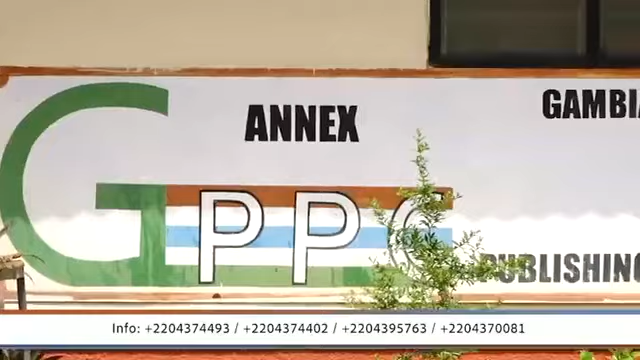 ANNEX
GAMBIA
GPPC
PUBLISHING
Info: +2204374493 / +2204374402 / +2204395763 / +2204370081